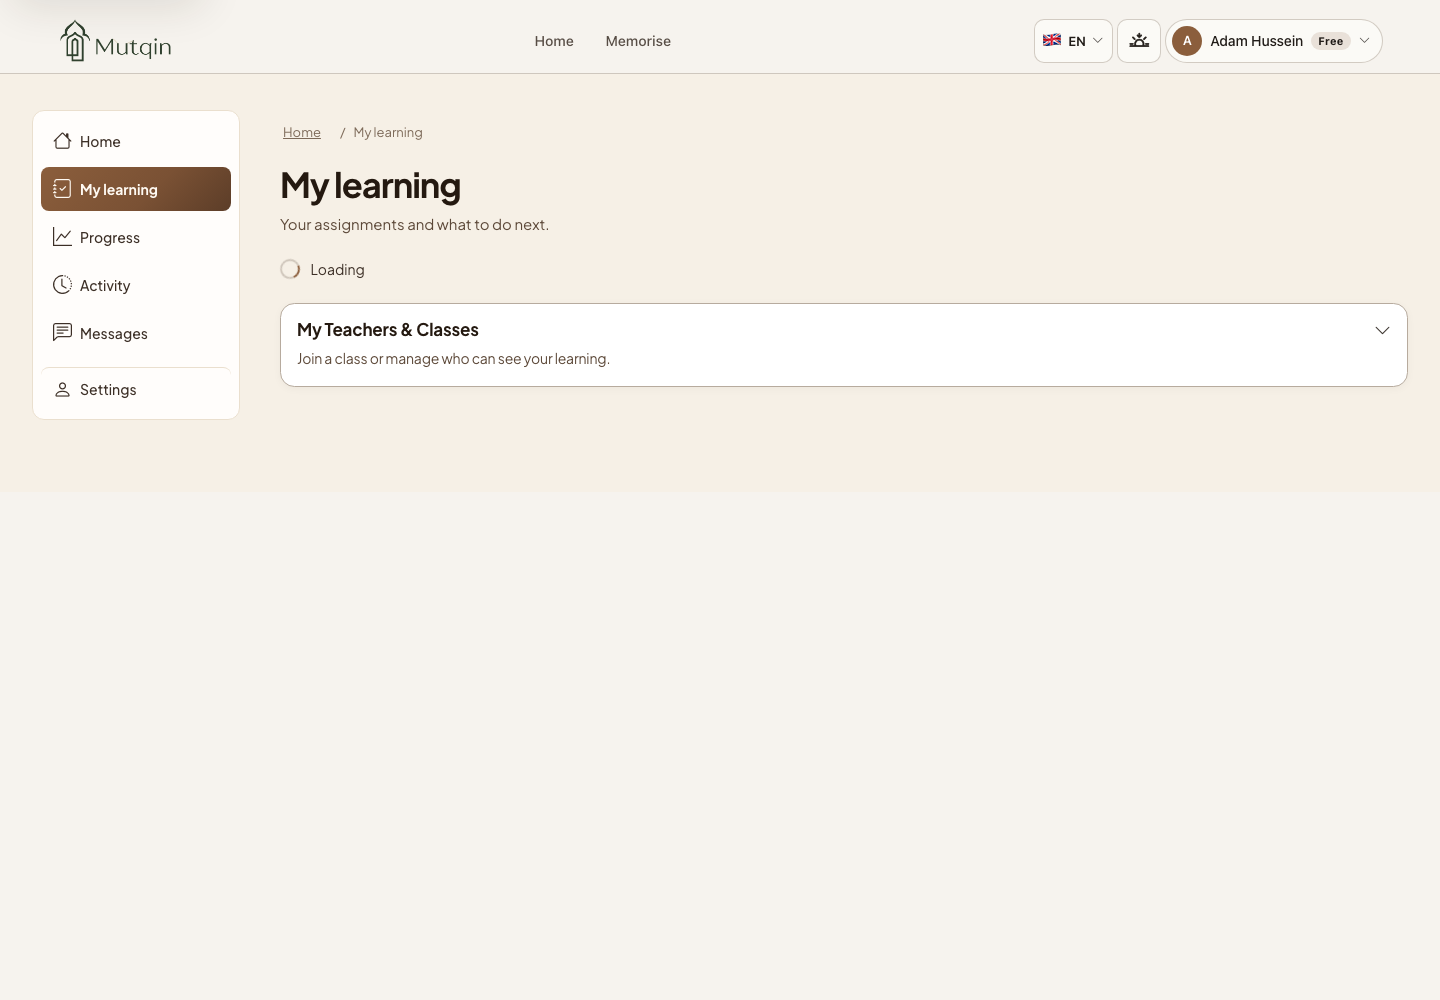 Mutqin
Home
Memorise
EN
A
Adam Hussein
Free
Home
My learning
Progress
Activity
Messages
Settings
Home / My learning
My learning
Your assignments and what to do next.
Loading
My Teachers & Classes
Join a class or manage who can see your learning.